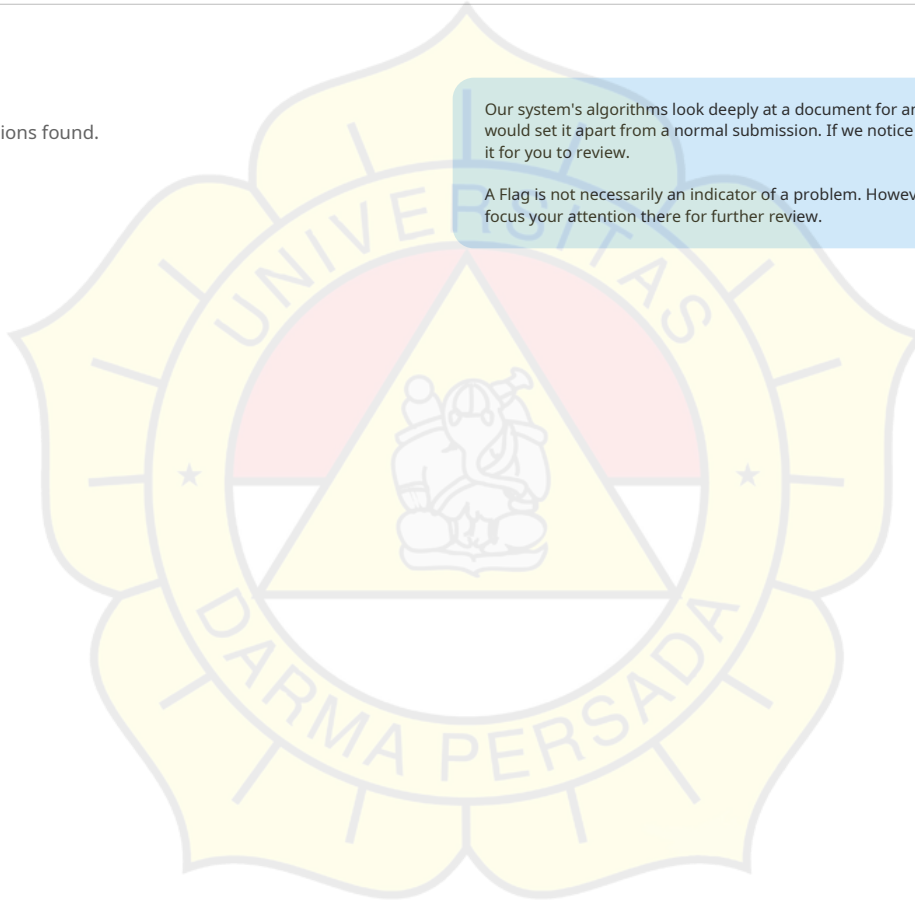 ions found.
Our system's algorithms look deeply at a document for an
would set it apart from a normal submission. If we notice
it for you to review.
A Flag is not necessarily an indicator of a problem. Howev
focus your attention there for further review.
UNIVERSITAS
DARMA PERSADA